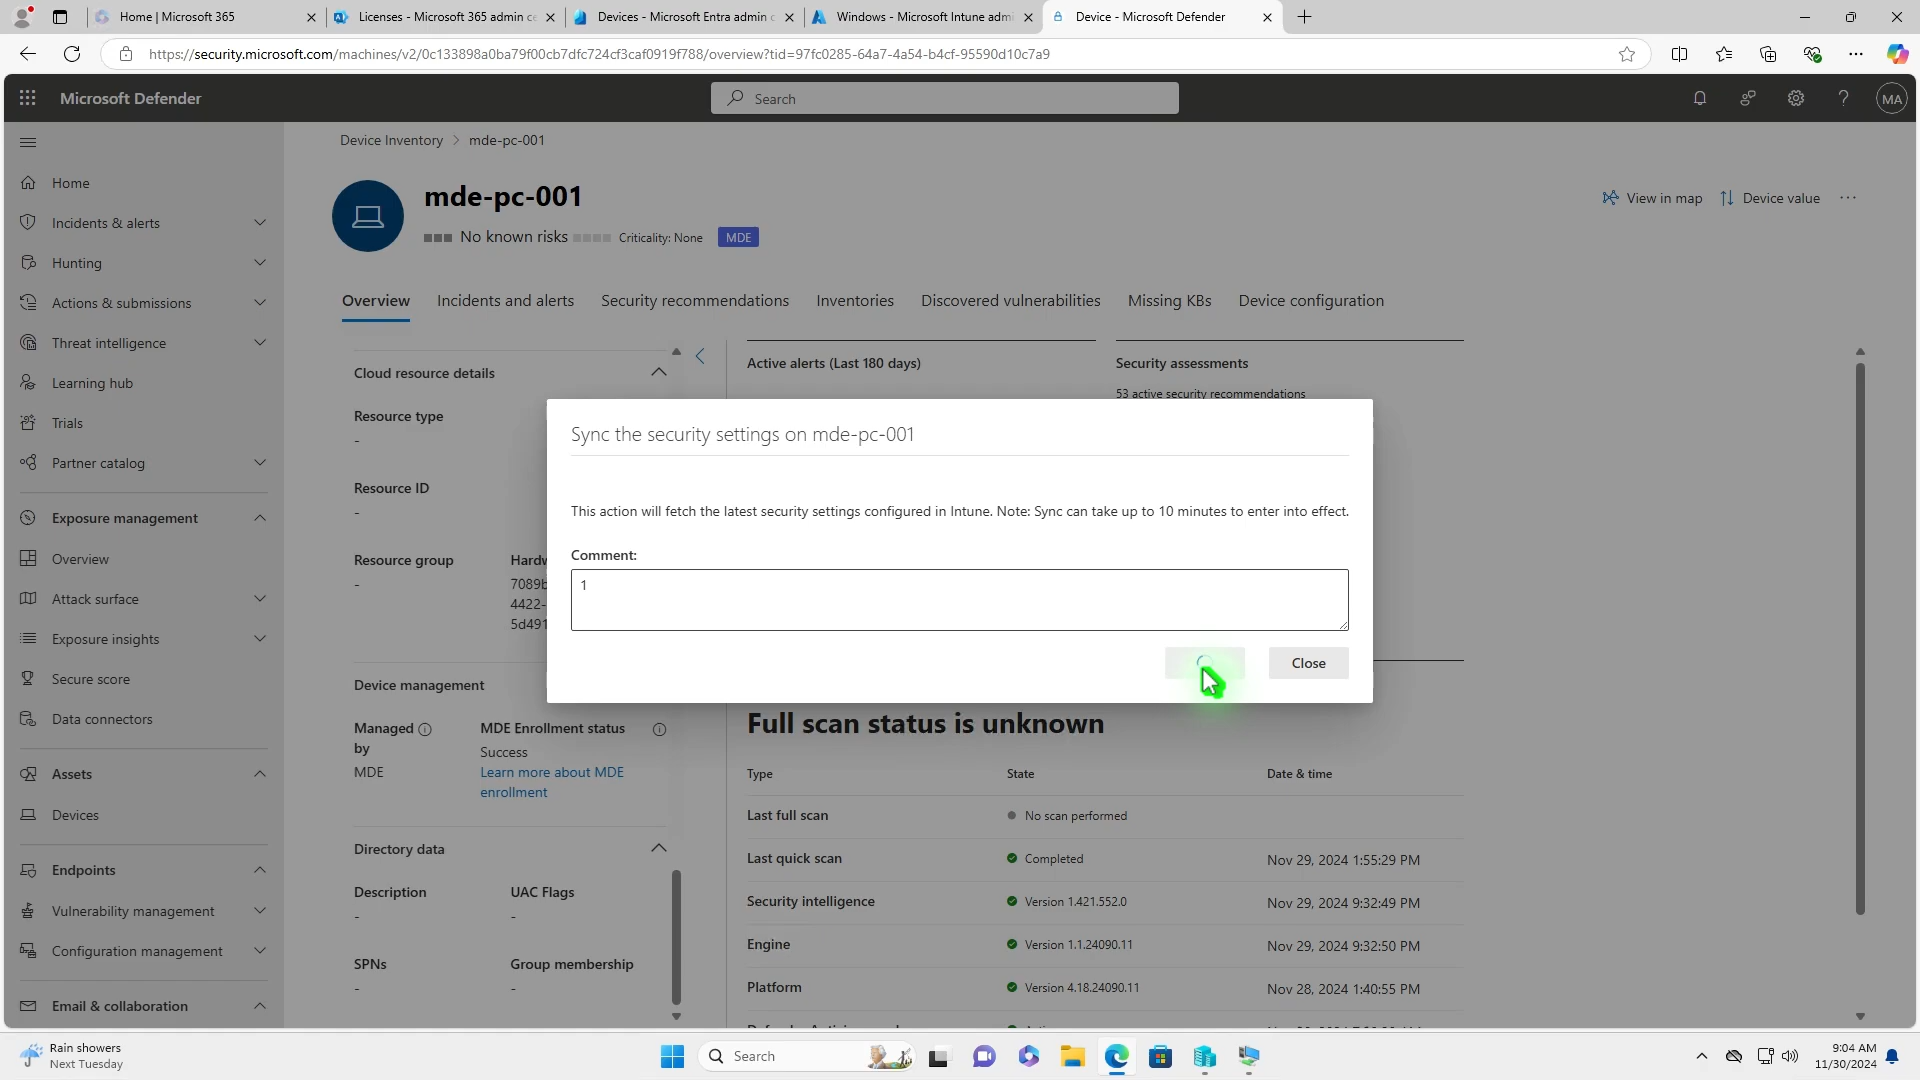 Home | Microsoft 365
Licenses - Microsoft 365 admin ce
Devices - Microsoft Entra admin c
Windows - Microsoft Intune admi
Device - Microsoft Defender
https://security.microsoft.com/machines/v2/0c133898a0ba79f00cb7dfc724cf3caf0919f788/overview?tid=97fc0285-64a7-4a54-b4cf-95590d10c7a9
Microsoft Defender
Search
MA
Home
Incidents & alerts
Hunting
Actions & submissions
Threat intelligence
Learning hub
Trials
Partner catalog
Exposure management
Overview
Attack surface
Exposure insights
Secure score
Data connectors
Assets
Devices
Endpoints
Vulnerability management
Configuration management
Email & collaboration
Device Inventory > mde-pc-001
mde-pc-001
No known risks Criticality: None MDE
View in map
Device value
Overview Incidents and alerts Security recommendations Inventories Discovered vulnerabilities Missing KBs Device configuration
Cloud resource details
Resource type
-
Resource ID
-
Resource group
-
Hardw
7089b
4422-
5d491
Device management
Managed by
MDE
MDE Enrollment status
Success
Learn more about MDE
enrollment
Directory data
Description UAC Flags
- -
SPNs Group membership
- -
Active alerts (Last 180 days)
Security assessments
53 active security recommendations
Sync the security settings on mde-pc-001
This action will fetch the latest security settings configured in Intune. Note: Sync can take up to 10 minutes to enter into effect.
Comment:
1
Close
Full scan status is unknown
Type State Date & time
Last full scan No scan performed
Last quick scan Completed Nov 29, 2024 1:55:29 PM
Security intelligence Version 1.421.552.0 Nov 29, 2024 9:32:49 PM
Engine Version 1.1.24090.11 Nov 29, 2024 9:32:50 PM
Platform Version 4.18.24090.11 Nov 28, 2024 1:40:55 PM
Rain showers
Next Tuesday
Search
9:04 AM
11/30/2024